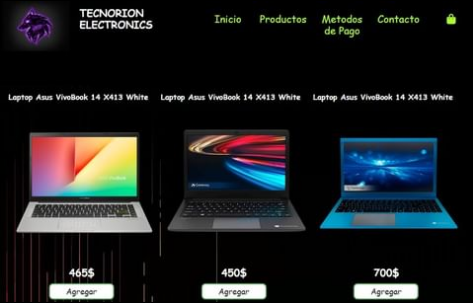 TECNORION
ELECTRONICS
Inicio
Productos
Metodos
de Pago
Contacto
Laptop Asus VivoBook 14 X413 White
Laptop Asus VivoBook 14 X413 White
Laptop Asus VivoBook 14 X413 White
465$
450$
700$
Agregar
Agregar
Agregar